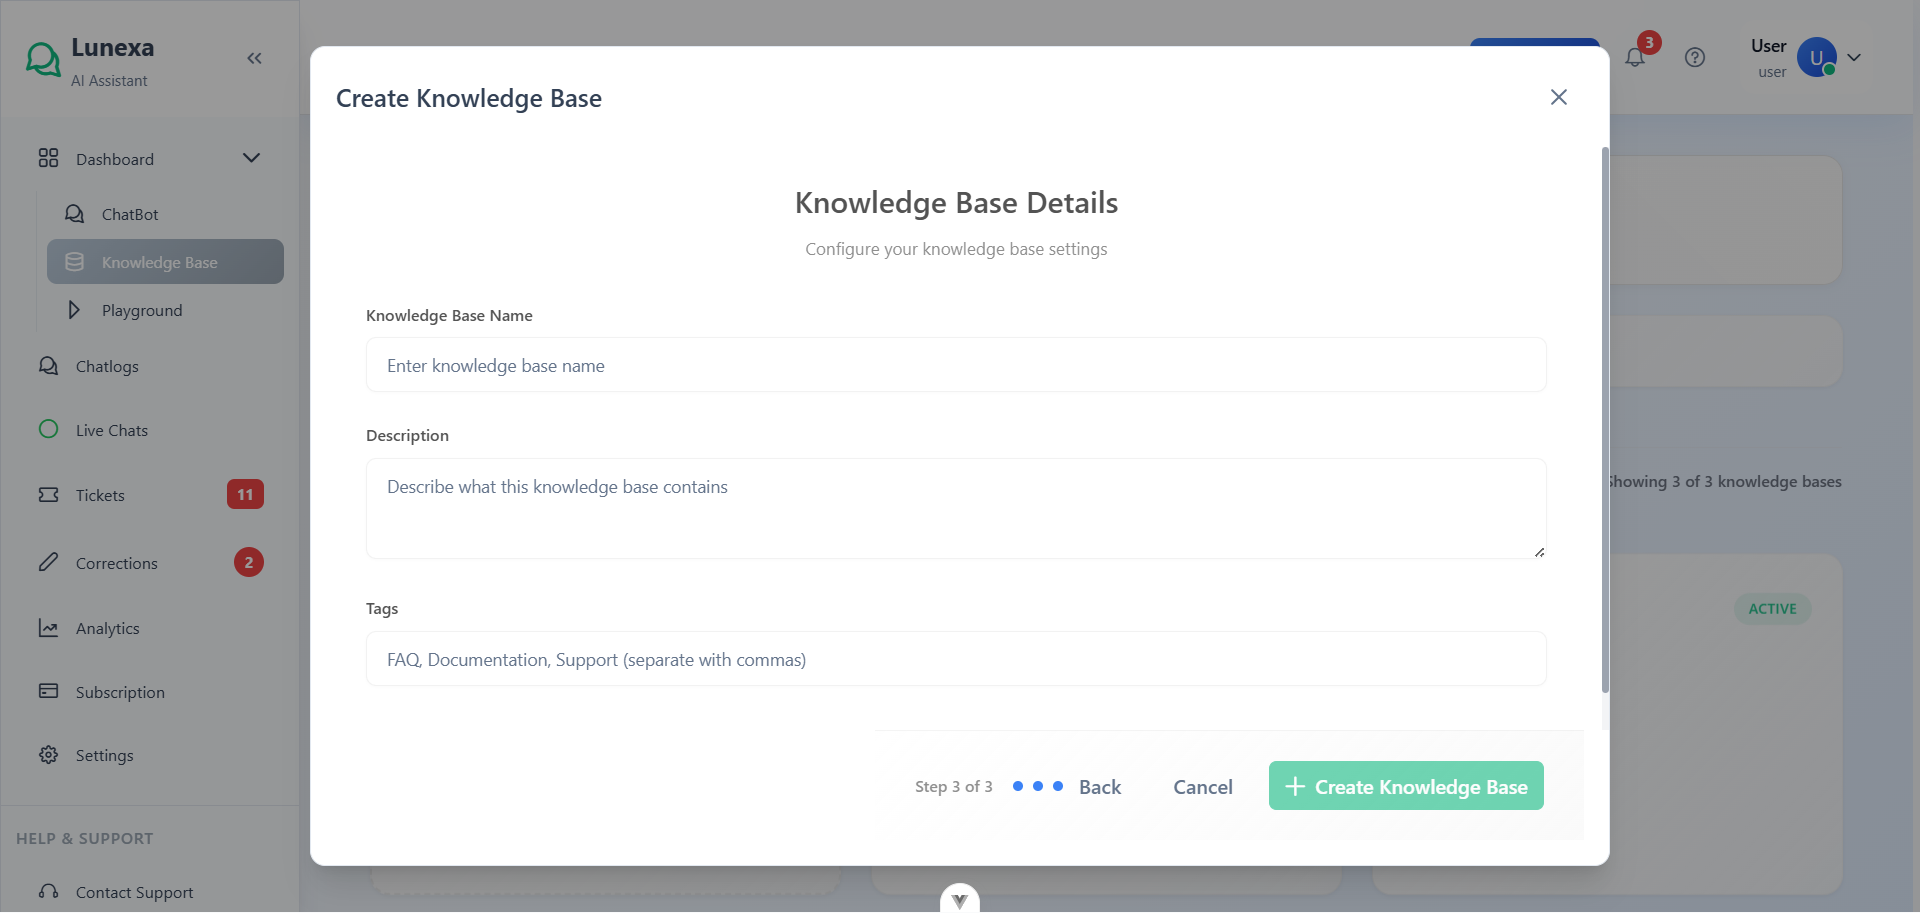 Lunexa
AI Assistant
Dashboard
ChatBot
Knowledge Base
Playground
Chatlogs
Live Chats
Tickets
11
Corrections
2
Analytics
Subscription
Settings
HELP & SUPPORT
Contact Support
3
User
user
U
Create Knowledge Base
Knowledge Base Details
Configure your knowledge base settings
Knowledge Base Name
Enter knowledge base name
Description
Describe what this knowledge base contains
Tags
FAQ, Documentation, Support (separate with commas)
Step 3 of 3
Back
Cancel
Create Knowledge Base
Showing 3 of 3 knowledge bases
ACTIVE